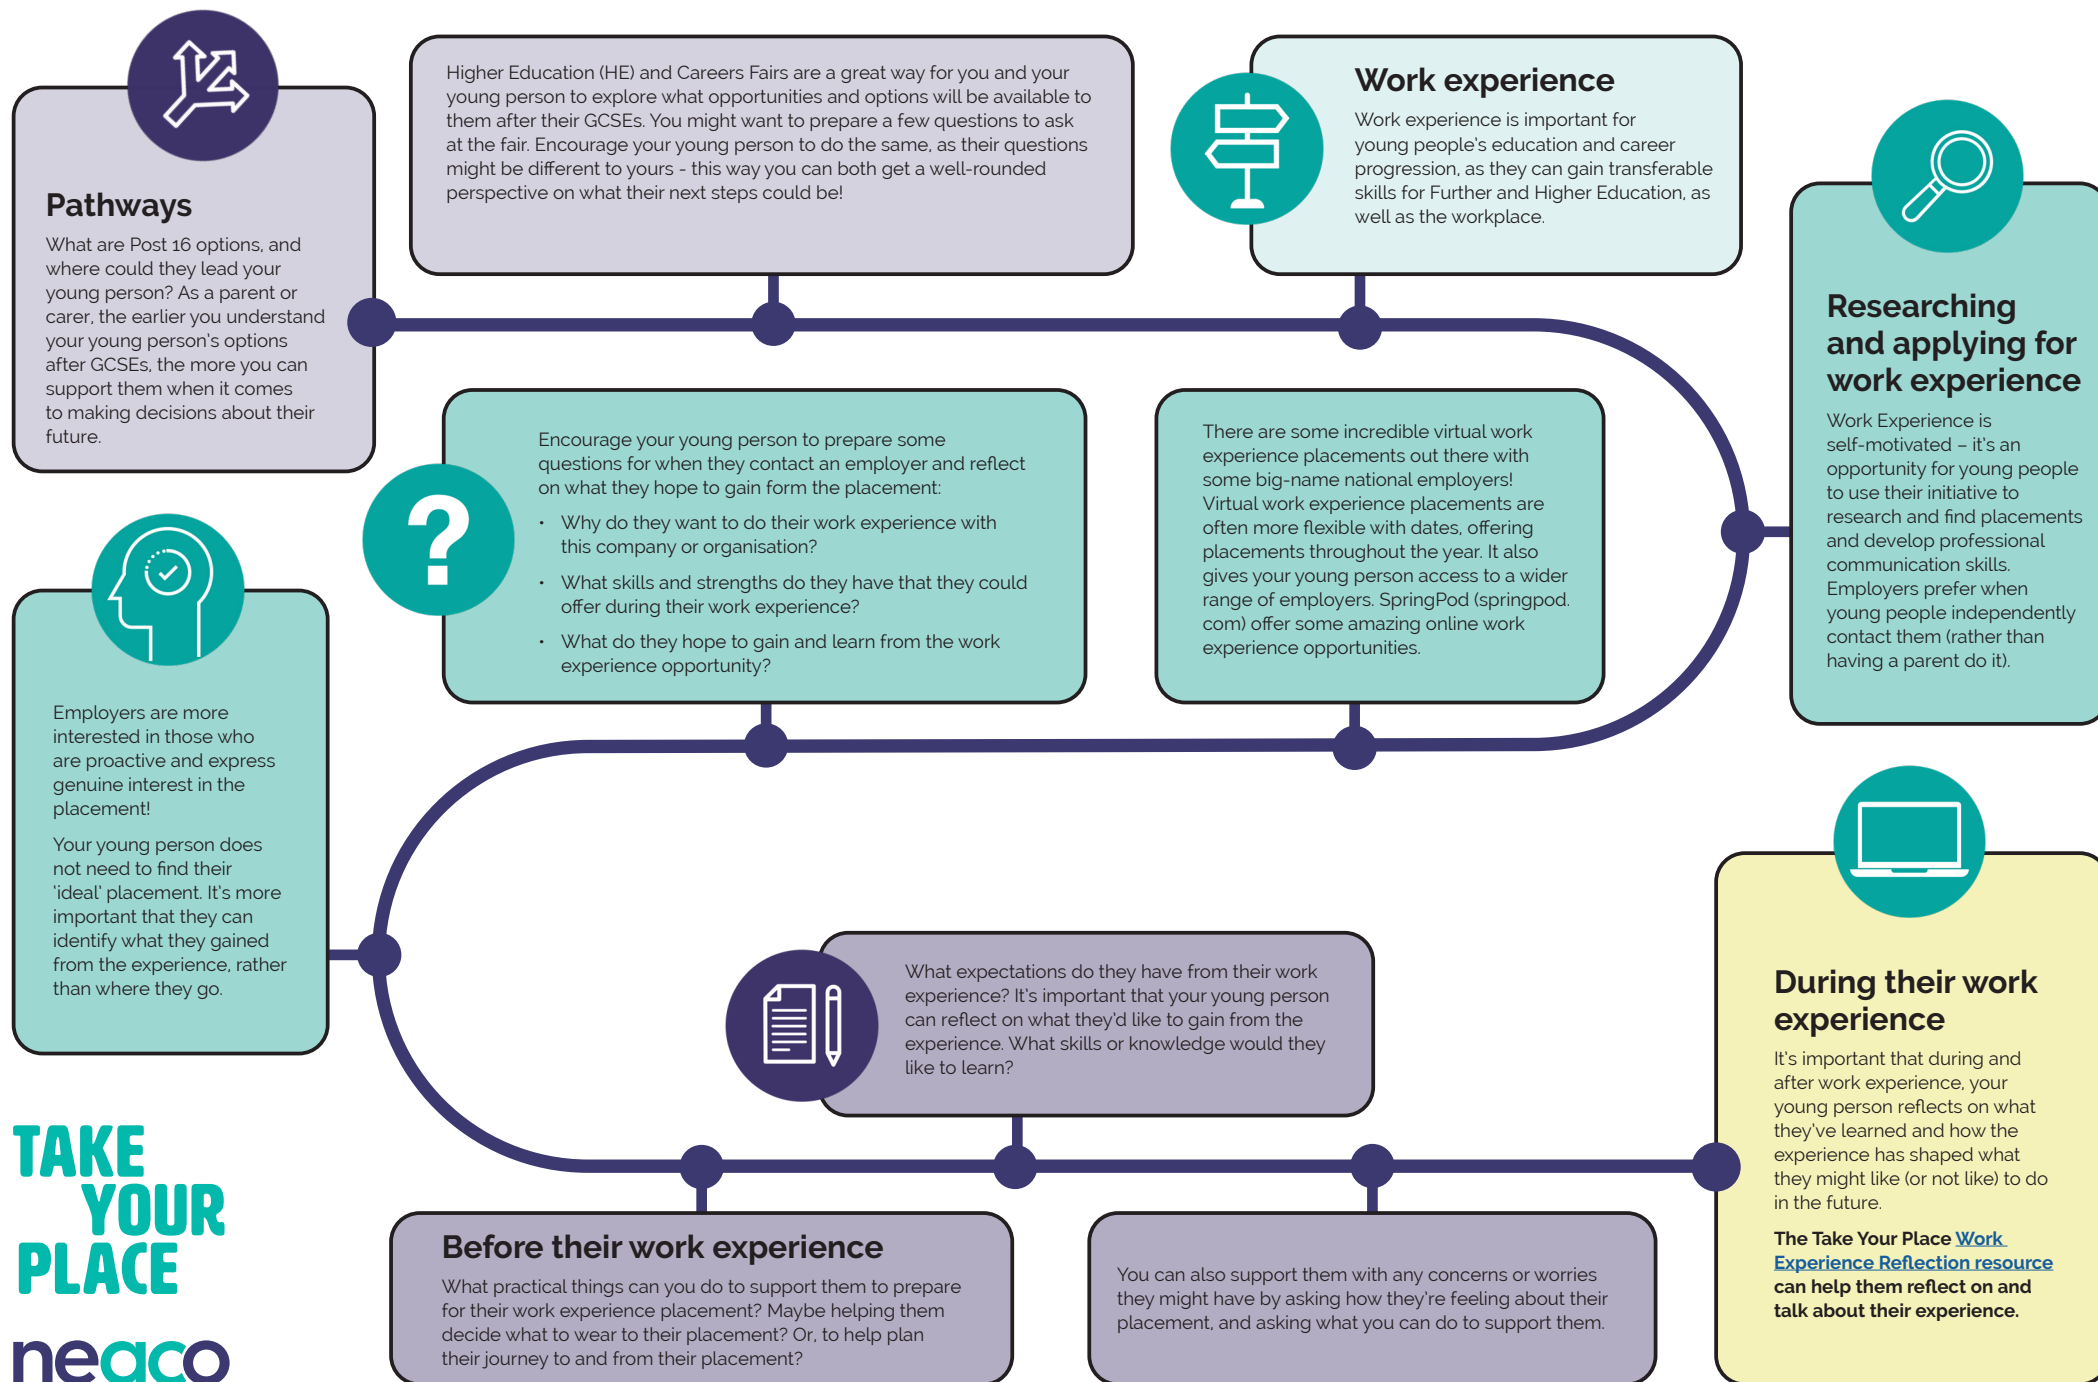 Pathways
What are Post 16 options, and
where could they lead your
young person? As a parent or
carer, the earlier you understand
your young person's options
after GCSEs, the more you can
support them when it comes
to making decisions about their
future.
Higher Education (HE) and Careers Fairs are a great way for you and your
young person to explore what opportunities and options will be available to
them after their GCSEs. You might want to prepare a few questions to ask
at the fair. Encourage your young person to do the same, as their questions
might be different to yours - this way you can both get a well-rounded
perspective on what their next steps could be!
Work experience
Work experience is important for
young people's education and career
progression, as they can gain transferable
skills for Further and Higher Education, as
well as the workplace.
Researching
and applying for
work experience
Work Experience is
self-motivated – it's an
opportunity for young people
to use their initiative to
research and find placements
and develop professional
communication skills.
Employers prefer when
young people independently
contact them (rather than
having a parent do it).
There are some incredible virtual work
experience placements out there with
some big-name national employers!
Virtual work experience placements are
often more flexible with dates, offering
placements throughout the year. It also
gives your young person access to a wider
range of employers. SpringPod (springpod.
com) offer some amazing online work
experience opportunities.
?
Encourage your young person to prepare some
questions for when they contact an employer and reflect
on what they hope to gain form the placement:
• Why do they want to do their work experience with
this company or organisation?
• What skills and strengths do they have that they could
offer during their work experience?
• What do they hope to gain and learn from the work
experience opportunity?
Employers are more
interested in those who
are proactive and express
genuine interest in the
placement!
Your young person does
not need to find their
'ideal' placement. It's more
important that they can
identify what they gained
from the experience, rather
than where they go.
Before their work experience
What practical things can you do to support them to prepare
for their work experience placement? Maybe helping them
decide what to wear to their placement? Or, to help plan
their journey to and from their placement?
What expectations do they have from their work
experience? It's important that your young person
can reflect on what they'd like to gain from the
experience. What skills or knowledge would they
like to learn?
You can also support them with any concerns or worries
they might have by asking how they're feeling about their
placement, and asking what you can do to support them.
During their work
experience
It's important that during and
after work experience, your
young person reflects on what
they've learned and how the
experience has shaped what
they might like (or not like) to do
in the future.
The Take Your Place Work
Experience Reflection resource
can help them reflect on and
talk about their experience.
TAKE
YOUR
PLACE
neaco